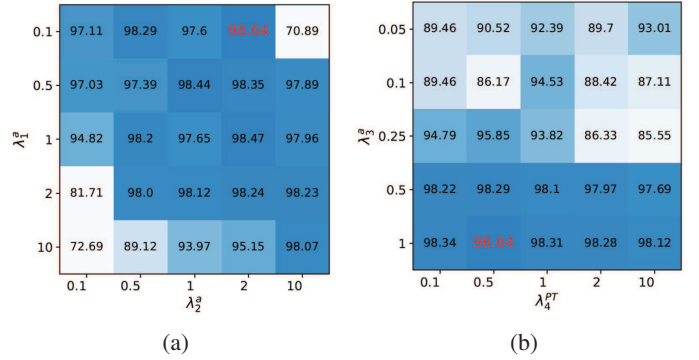 0.1 97.11 98.29 97.6 98.64 70.89
0.5 97.03 97.39 98.44 98.35 97.89
λ₁ᵃ 1 94.82 98.2 97.65 98.47 97.96
2 81.71 98.0 98.12 98.24 98.23
10 72.69 89.12 93.97 95.15 98.07
0.1 0.5 1 2 10
λ₂ᵃ
(a)
0.05 89.46 90.52 92.39 89.7 93.01
0.1 89.46 86.17 94.53 88.42 87.11
λ₃ᵃ 0.25 94.79 95.85 93.82 86.33 85.55
0.5 98.22 98.29 98.1 97.97 97.69
1 98.34 98.64 98.31 98.28 98.12
0.1 0.5 1 2 10
λ₄ᴾᵀ
(b)